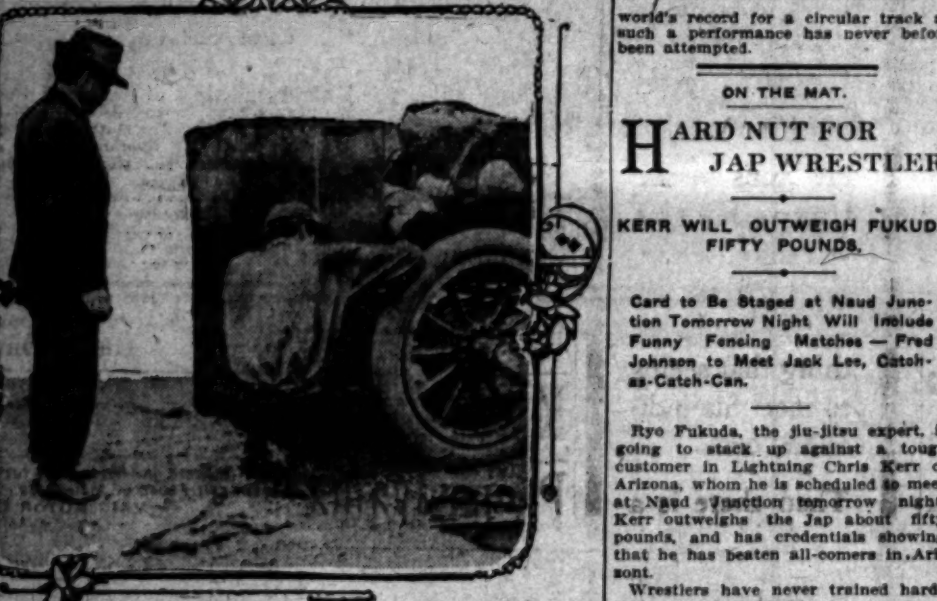 world's record for a circular track
such a performance has never befo
been attempted.
ON THE MAT.
HARD NUT FOR
JAP WRESTLER
KERR WILL OUTWEIGH FUKUD
FIFTY POUNDS.
Card to Be Staged at Naud Junc-
tion Tomorrow Night Will Include
Funny Fencing Matches — Fred
Johnson to Meet Jack Lee, Catch-
as-Catch-Can.
Ryo Fukuda, the jiu-jitsu expert,
going to stack up against a toug
customer in Lightning Chris Kerr o
Arizona, whom he is scheduled to mee
at Naud Junction tomorrow night
Kerr outweighs the Jap about fift
pounds, and has credentials showin
that he has beaten all-comers in Ari
zont.
Wrestlers have never trained hard